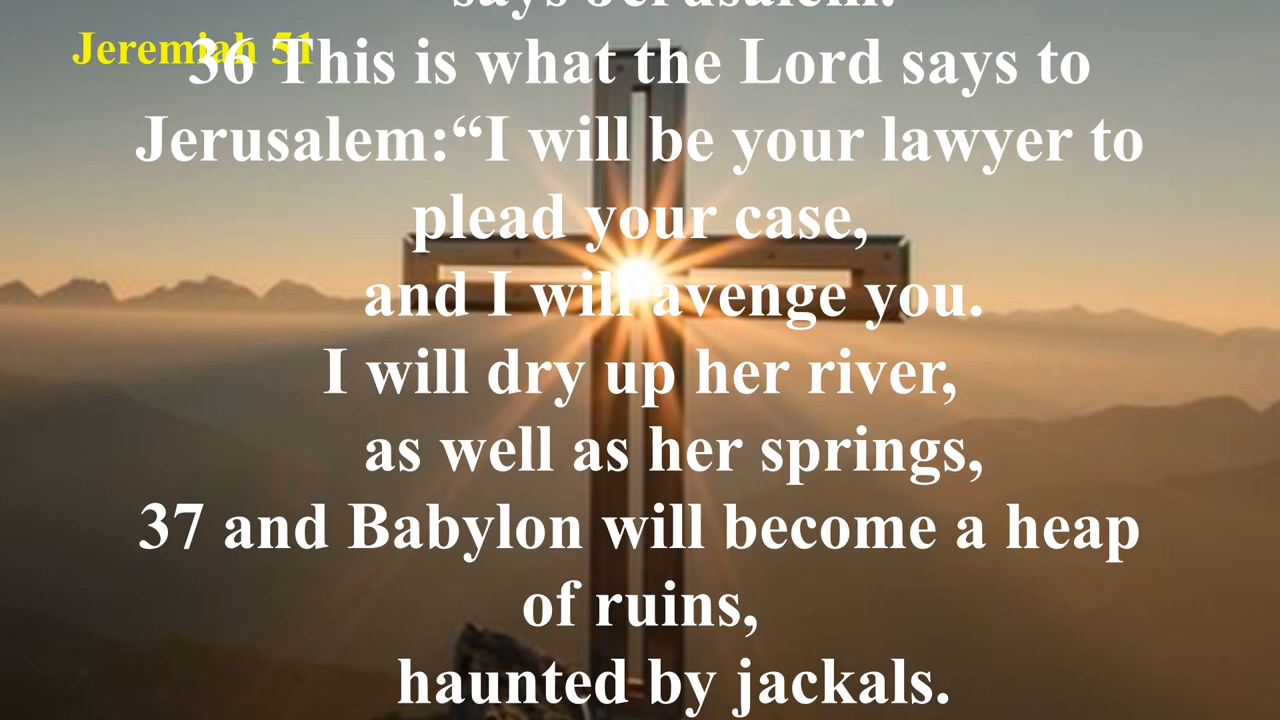 says Jerusalem.
Jeremiah 51
36 This is what the Lord says to
Jerusalem:“I will be your lawyer to
plead your case,
and I will avenge you.
I will dry up her river,
as well as her springs,
37 and Babylon will become a heap
of ruins,
haunted by jackals.